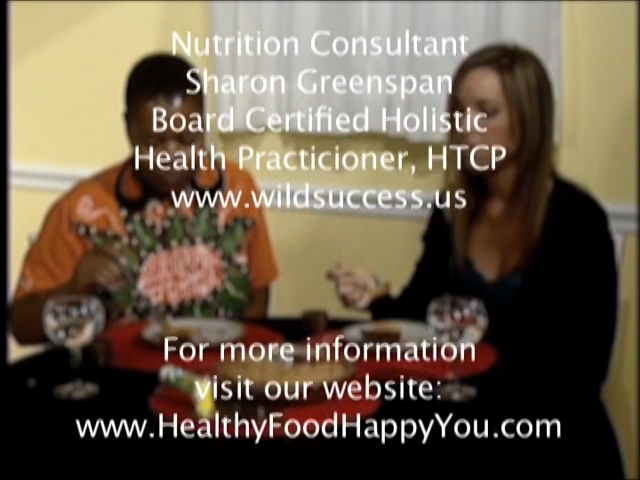 Nutrition Consultant
Sharon Greenspan
Board Certified Holistic
Health Practicioner, HTCP
www.wildsuccess.us
For more information
visit our website:
www.HealthyFoodHappyYou.com